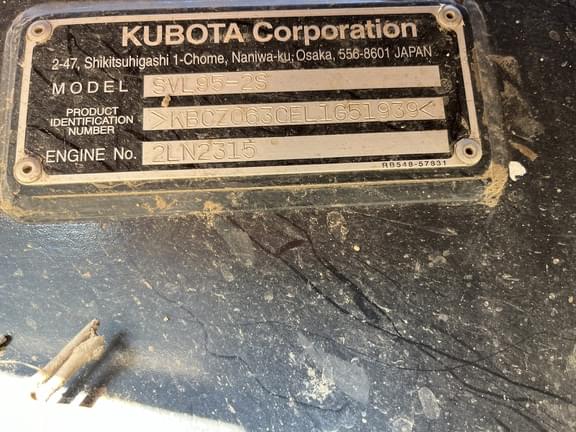 KUBOTA Corporation
2-47, Shikitsuhigashi 1-Chome, Naniwa-ku, Osaka, 556-8601 JAPAN
MODEL SVL95-2S
PRODUCT IDENTIFICATION NUMBER >KBCZ063CEL1G51939<
ENGINE No. 2LN2315
RB548-57831